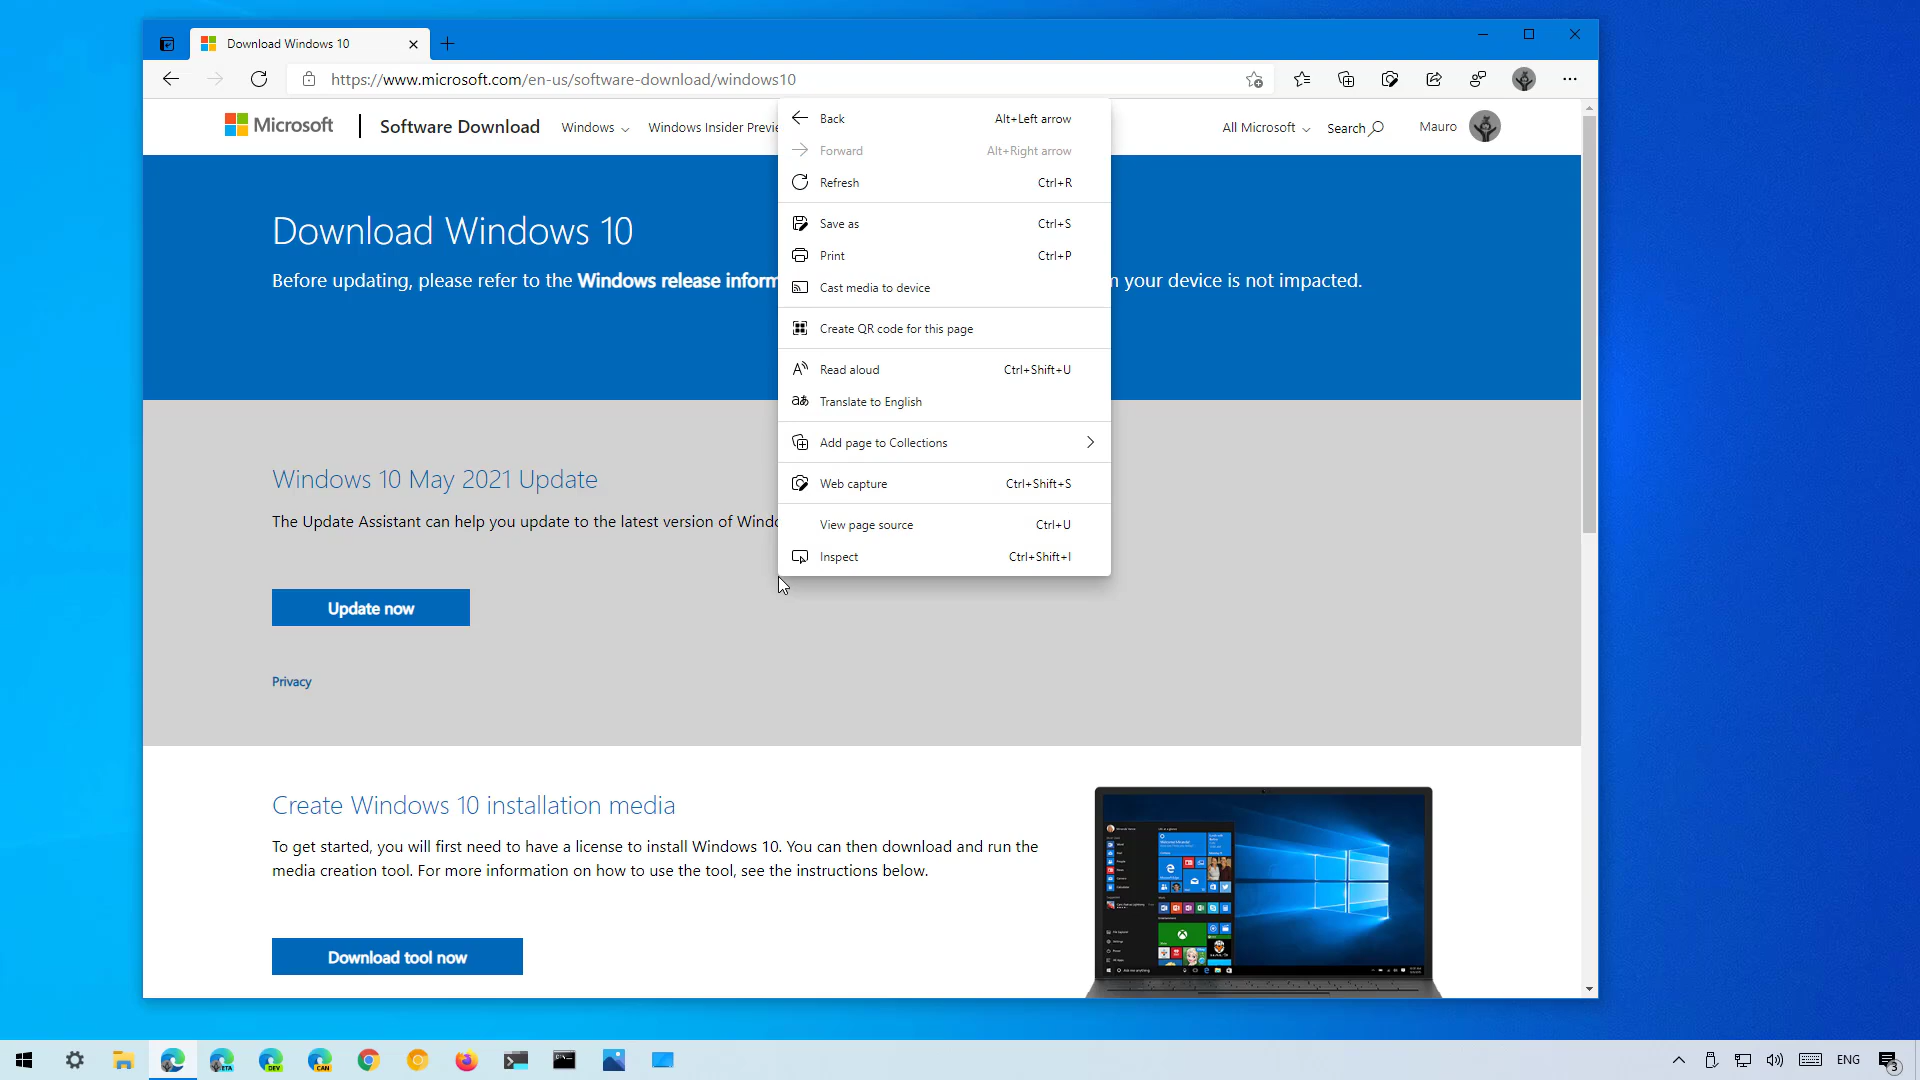 Download Windows 10
https://www.microsoft.com/en-us/software-download/windows10
Microsoft
Software Download
Windows
Windows Insider
All Microsoft
Search
Mauro
Back Alt+Left arrow
Forward Alt+Right arrow
Refresh Ctrl+R
Save as Ctrl+S
Print Ctrl+P
Cast media to device
Create QR code for this page
Read aloud Ctrl+Shift+U
Translate to English
Add page to Collections
Web capture Ctrl+Shift+S
View page source Ctrl+U
Inspect Ctrl+Shift+I
Download Windows 10
Before updating, please refer to the Windows release your device is not impacted.
Windows 10 May 2021 Update
The Update Assistant can help you update to the latest version of
Update now
Privacy
Create Windows 10 installation media
To get started, you will first need to have a license to install Windows 10. You can then download and run the
media creation tool. For more information on how to use the tool, see the instructions below.
Download tool now
BETA
DEV
CAN
ENG
3